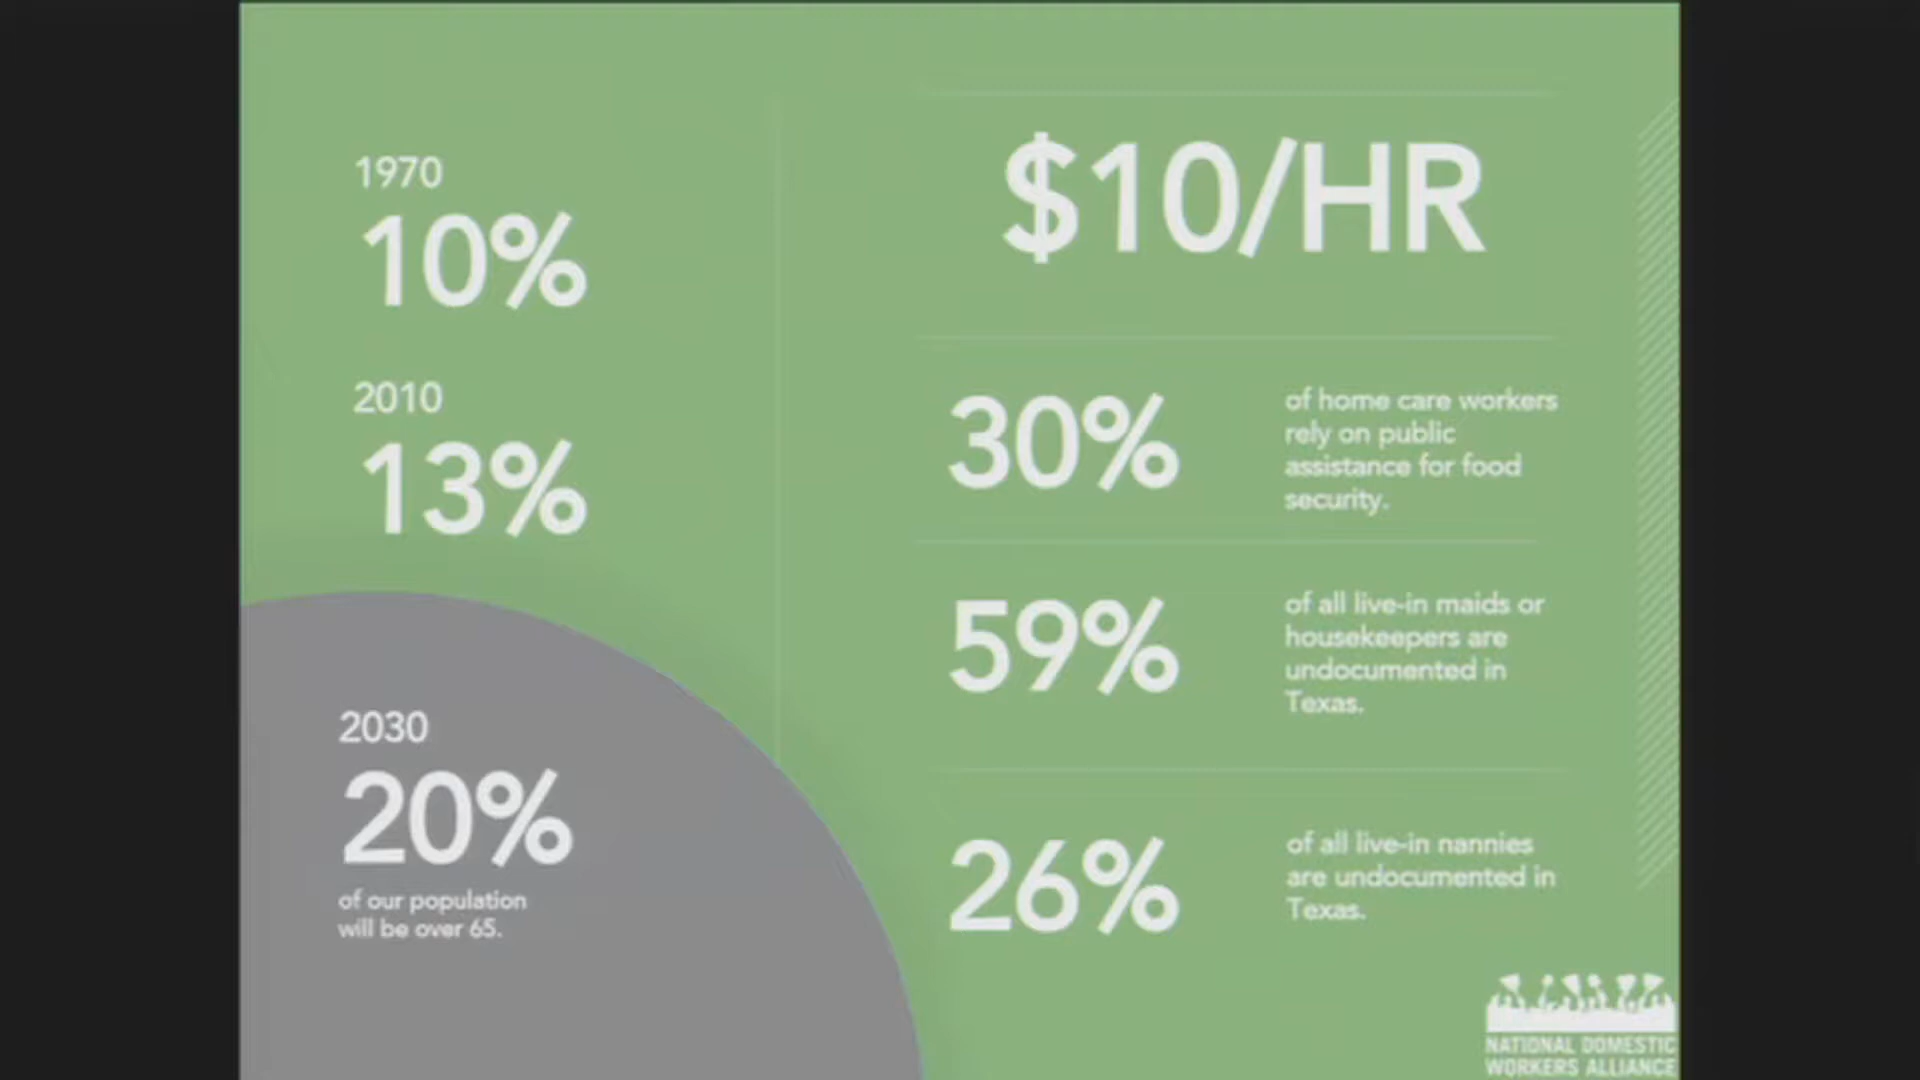 1970
10%
2010
13%
2030
20%
of our population
will be over 65.
$10/HR
30%
of home care workers
rely on public
assistance for food
security.
59%
of all live-in maids or
housekeepers are
undocumented in
Texas.
26%
of all live-in nannies
are undocumented in
Texas.
NATIONAL DOMESTIC
WORKERS ALLIANCE